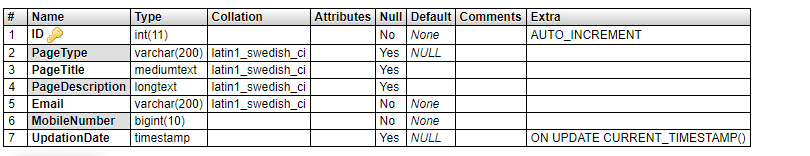 # Name Type Collation Attributes Null Default Comments Extra
1 ID int(11) No None AUTO_INCREMENT
2 PageType varchar(200) latin1_swedish_ci Yes NULL
3 PageTitle mediumtext latin1_swedish_ci Yes
4 PageDescription longtext latin1_swedish_ci Yes
5 Email varchar(200) latin1_swedish_ci No None
6 MobileNumber bigint(10) No None
7 UpdationDate timestamp Yes NULL ON UPDATE CURRENT_TIMESTAMP()